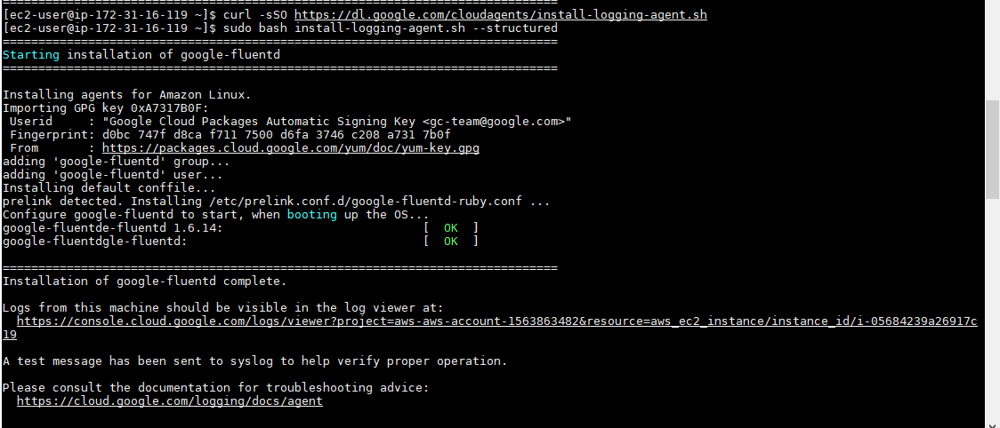 ================================================================================
[ec2-user@ip-172-31-16-119 ~]$ curl -sSO https://dl.google.com/cloudagents/install-logging-agent.sh
[ec2-user@ip-172-31-16-119 ~]$ sudo bash install-logging-agent.sh --structured
==============================================================================
Starting installation of google-fluentd
==============================================================================
Installing agents for Amazon Linux.
Importing GPG key 0xA7317B0F:
 Userid     : "Google Cloud Packages Automatic Signing Key <gc-team@google.com>"
 Fingerprint: d0bc 747f d8ca f711 7500 d6fa 3746 c208 a731 7b0f
 From       : https://packages.cloud.google.com/yum/doc/yum-key.gpg
adding 'google-fluentd' group...
adding 'google-fluentd' user...
Installing default conffile...
prelink detected. Installing /etc/prelink.conf.d/google-fluentd-ruby.conf ...
Configure google-fluentd to start, when booting up the OS...
google-fluentde-fluentd 1.6.14:                            [  OK  ]
google-fluentdgle-fluentd:                                 [  OK  ]
==============================================================================
Installation of google-fluentd complete.
Logs from this machine should be visible in the log viewer at:
  https://console.cloud.google.com/logs/viewer?project=aws-aws-account-1563863482&resource=aws_ec2_instance/instance_id/i-05684239a26917c
19
A test message has been sent to syslog to help verify proper operation.
Please consult the documentation for troubleshooting advice:
  https://cloud.google.com/logging/docs/agent